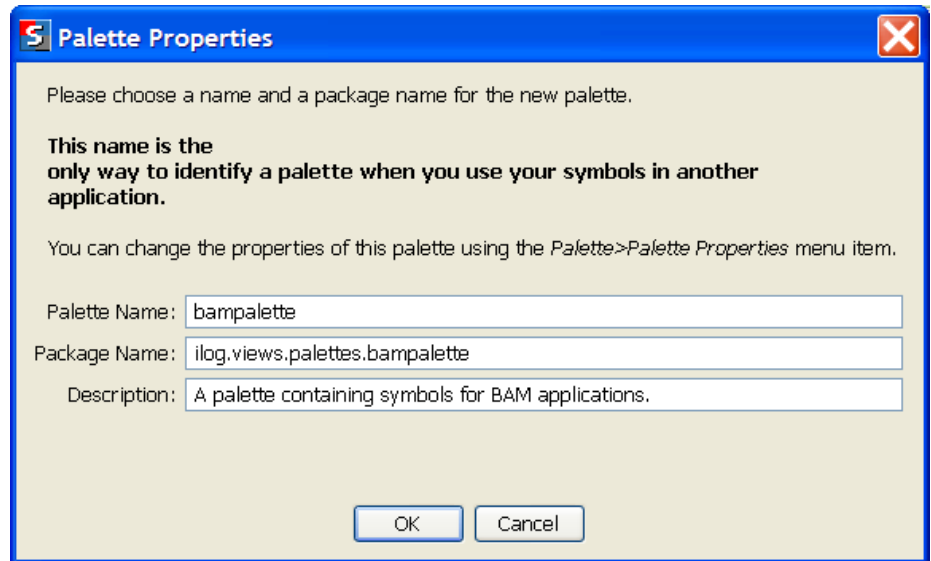 S Palette Properties
Please choose a name and a package name for the new palette.
This name is the
only way to identify a palette when you use your symbols in another
application.
You can change the properties of this palette using the Palette>Palette Properties menu item.
Palette Name: bampalette
Package Name: ilog.views.palettes.bampalette
Description: A palette containing symbols for BAM applications.
OK Cancel